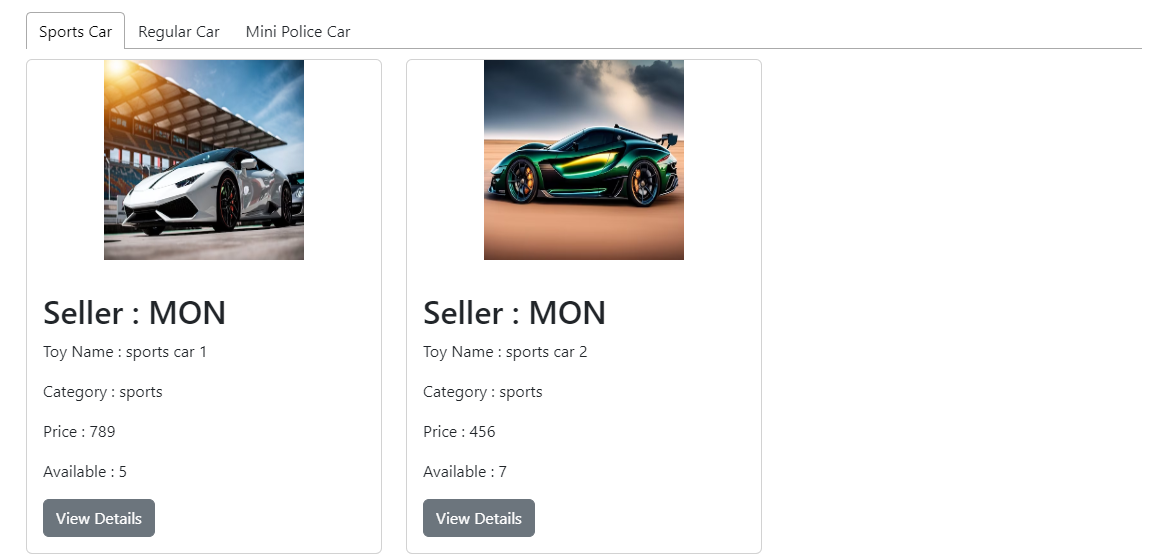 Sports Car Regular Car Mini Police Car
Seller : MON
Toy Name : sports car 1
Category : sports
Price : 789
Available : 5
View Details
Seller : MON
Toy Name : sports car 2
Category : sports
Price : 456
Available : 7
View Details